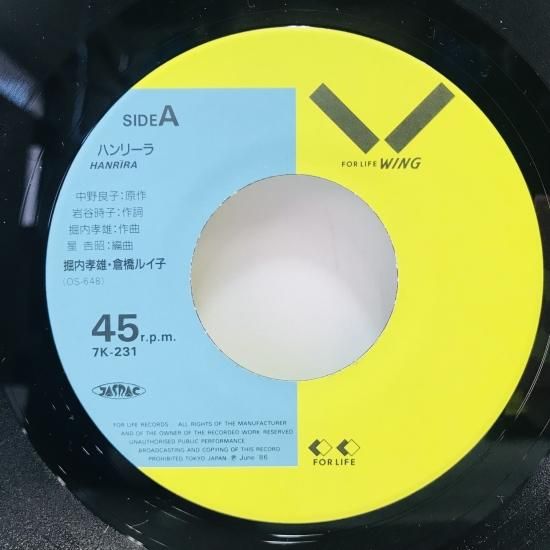 SIDE A
ハンリーラ
HANRĪRA
中野良子:原作
岩谷時子:作詞
堀内孝雄:作曲
星 吉昭:編曲
堀内孝雄・倉橋ルイ子
(OS-648)
45 r.p.m.
7K-231
JASRAC
FOR LIFE RECORDS ALL RIGHTS OF THE MANUFACTURER
AND OF THE OWNER OF THE RECORDED WORK RESERVED
UNAUTHORISED PUBLIC PERFORMANCE
BROADCASTING AND COPYING OF THIS RECORD
PROHIBITED TOKYO JAPAN ℗ June '86
FOR LIFE WING
FOR LIFE